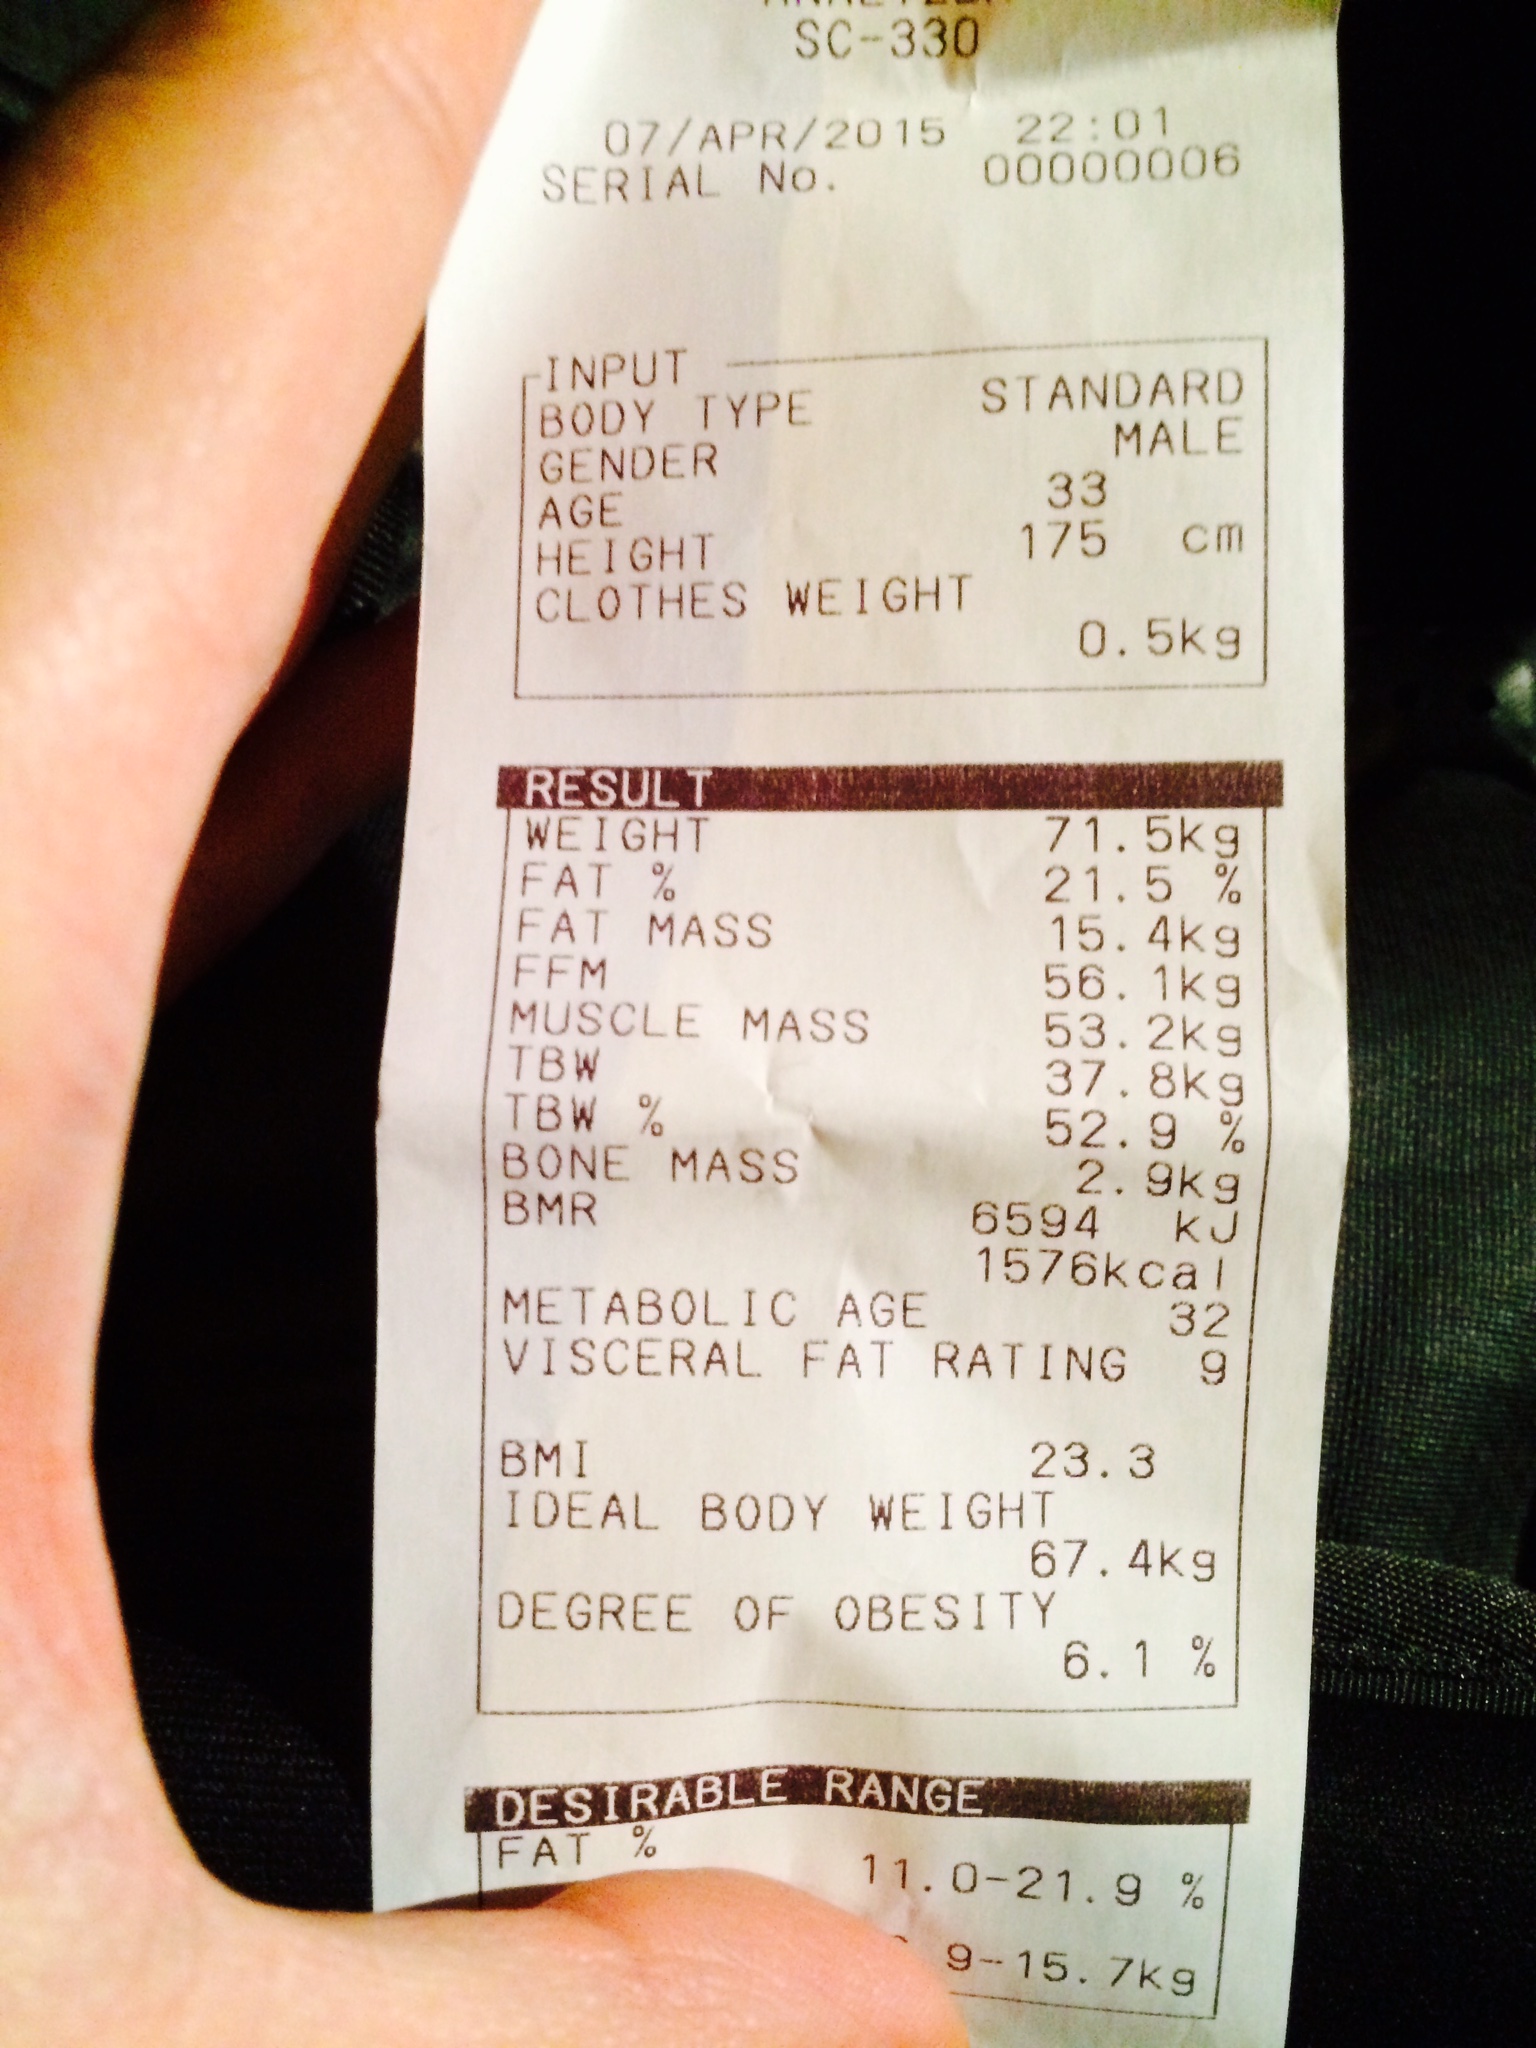 SC-330
07/APR/2015 22:01
SERIAL No. 00000006
INPUT
BODY TYPE STANDARD
GENDER MALE
AGE 33
HEIGHT 175 cm
CLOTHES WEIGHT
0.5kg
RESULT
WEIGHT 71.5kg
FAT % 21.5 %
FAT MASS 15.4kg
FFM 56.1kg
MUSCLE MASS 53.2kg
TBW 37.8kg
TBW % 52.9 %
BONE MASS 2.9kg
BMR 6594 kJ
1576kcal
METABOLIC AGE 32
VISCERAL FAT RATING 9
BMI 23.3
IDEAL BODY WEIGHT
67.4kg
DEGREE OF OBESITY
6.1 %
DESIRABLE RANGE
FAT %
11.0-21.9 %
9-15.7kg